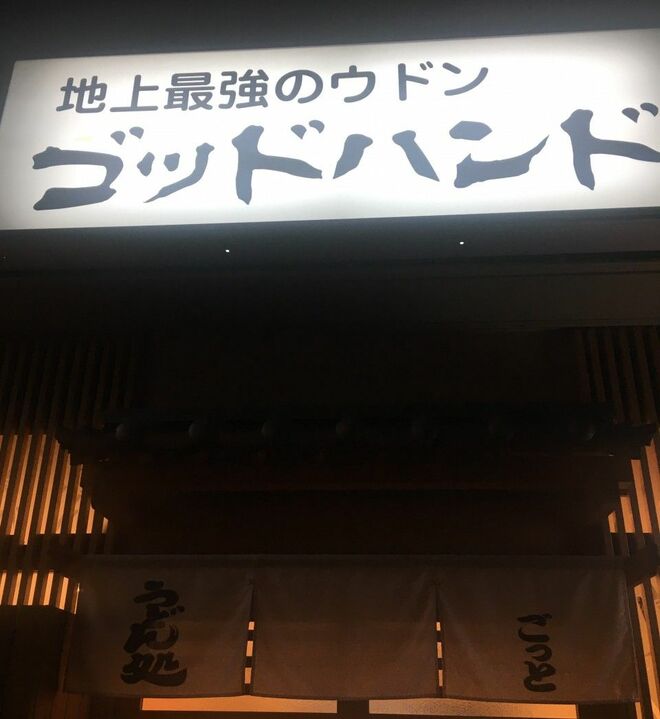 地上最強のウドン
ゴッドハンド
うどん処
ごっど